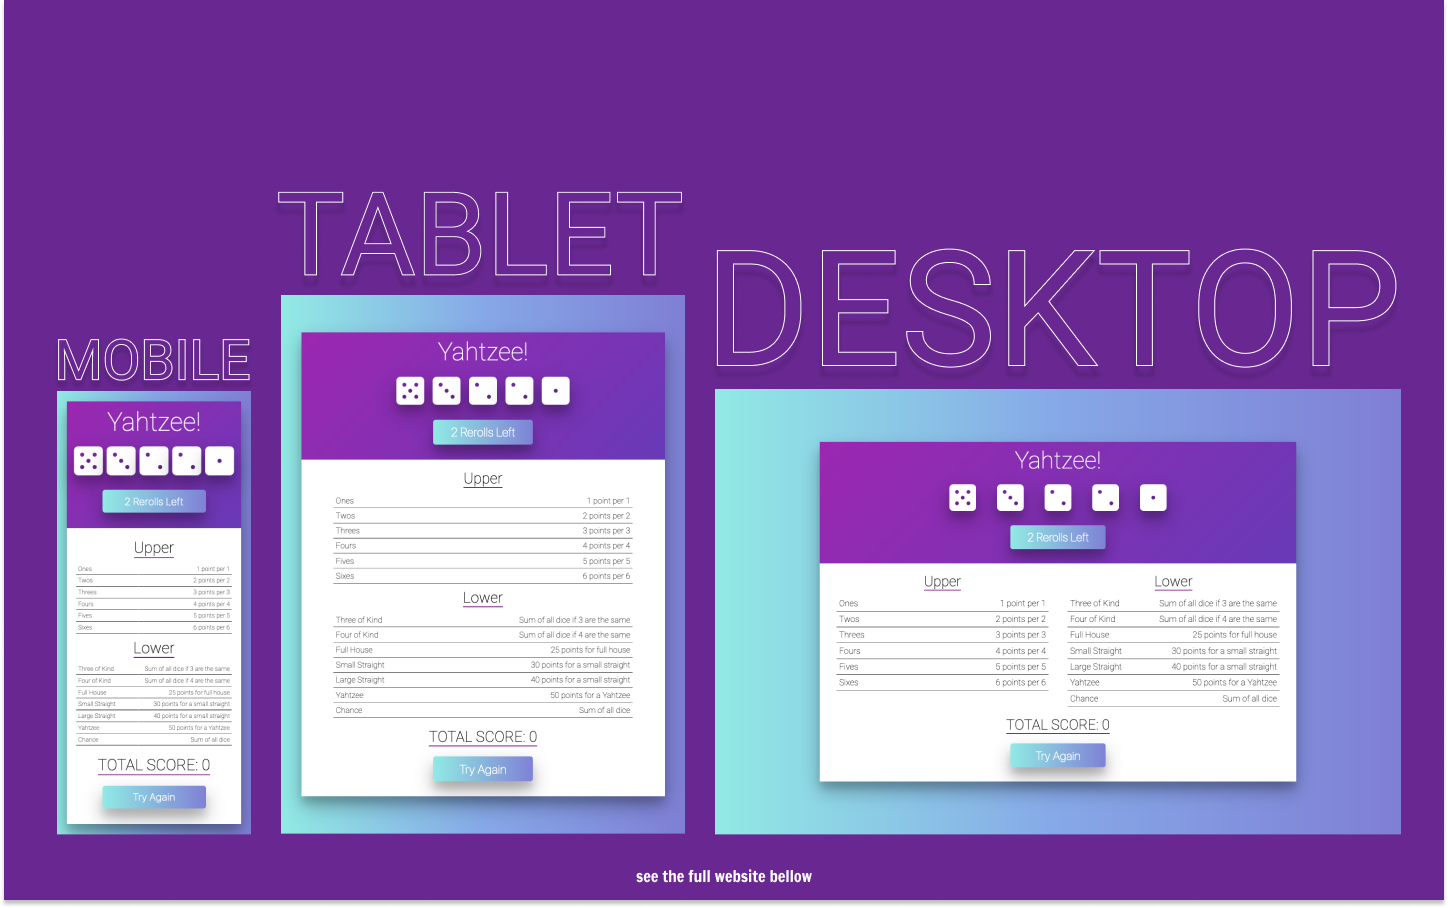 MOBILE
Yahtzee!
2 Rerolls Left
Upper
Ones 1 point per 1
Twos 2 points per 2
Threes 3 points per 3
Fours 4 points per 4
Fives 5 points per 5
Sixes 6 points per 6
Lower
Three of Kind Sum of all dice if 3 are the same
Four of Kind Sum of all dice if 4 are the same
Full House 25 points for full house
Small Straight 30 points for a small straight
Large Straight 40 points for a small straight
Yahtzee 50 points for a Yahtzee
Chance Sum of all dice
TOTAL SCORE: 0
Try Again
TABLET
Yahtzee!
2 Rerolls Left
Upper
Ones 1 point per 1
Twos 2 points per 2
Threes 3 points per 3
Fours 4 points per 4
Fives 5 points per 5
Sixes 6 points per 6
Lower
Three of Kind Sum of all dice if 3 are the same
Four of Kind Sum of all dice if 4 are the same
Full House 25 points for full house
Small Straight 30 points for a small straight
Large Straight 40 points for a small straight
Yahtzee 50 points for a Yahtzee
Chance Sum of all dice
TOTAL SCORE: 0
Try Again
DESKTOP
Yahtzee!
2 Rerolls Left
Upper
Ones 1 point per 1
Twos 2 points per 2
Threes 3 points per 3
Fours 4 points per 4
Fives 5 points per 5
Sixes 6 points per 6
Lower
Three of Kind Sum of all dice if 3 are the same
Four of Kind Sum of all dice if 4 are the same
Full House 25 points for full house
Small Straight 30 points for a small straight
Large Straight 40 points for a small straight
Yahtzee 50 points for a Yahtzee
Chance Sum of all dice
TOTAL SCORE: 0
Try Again
see the full website bellow